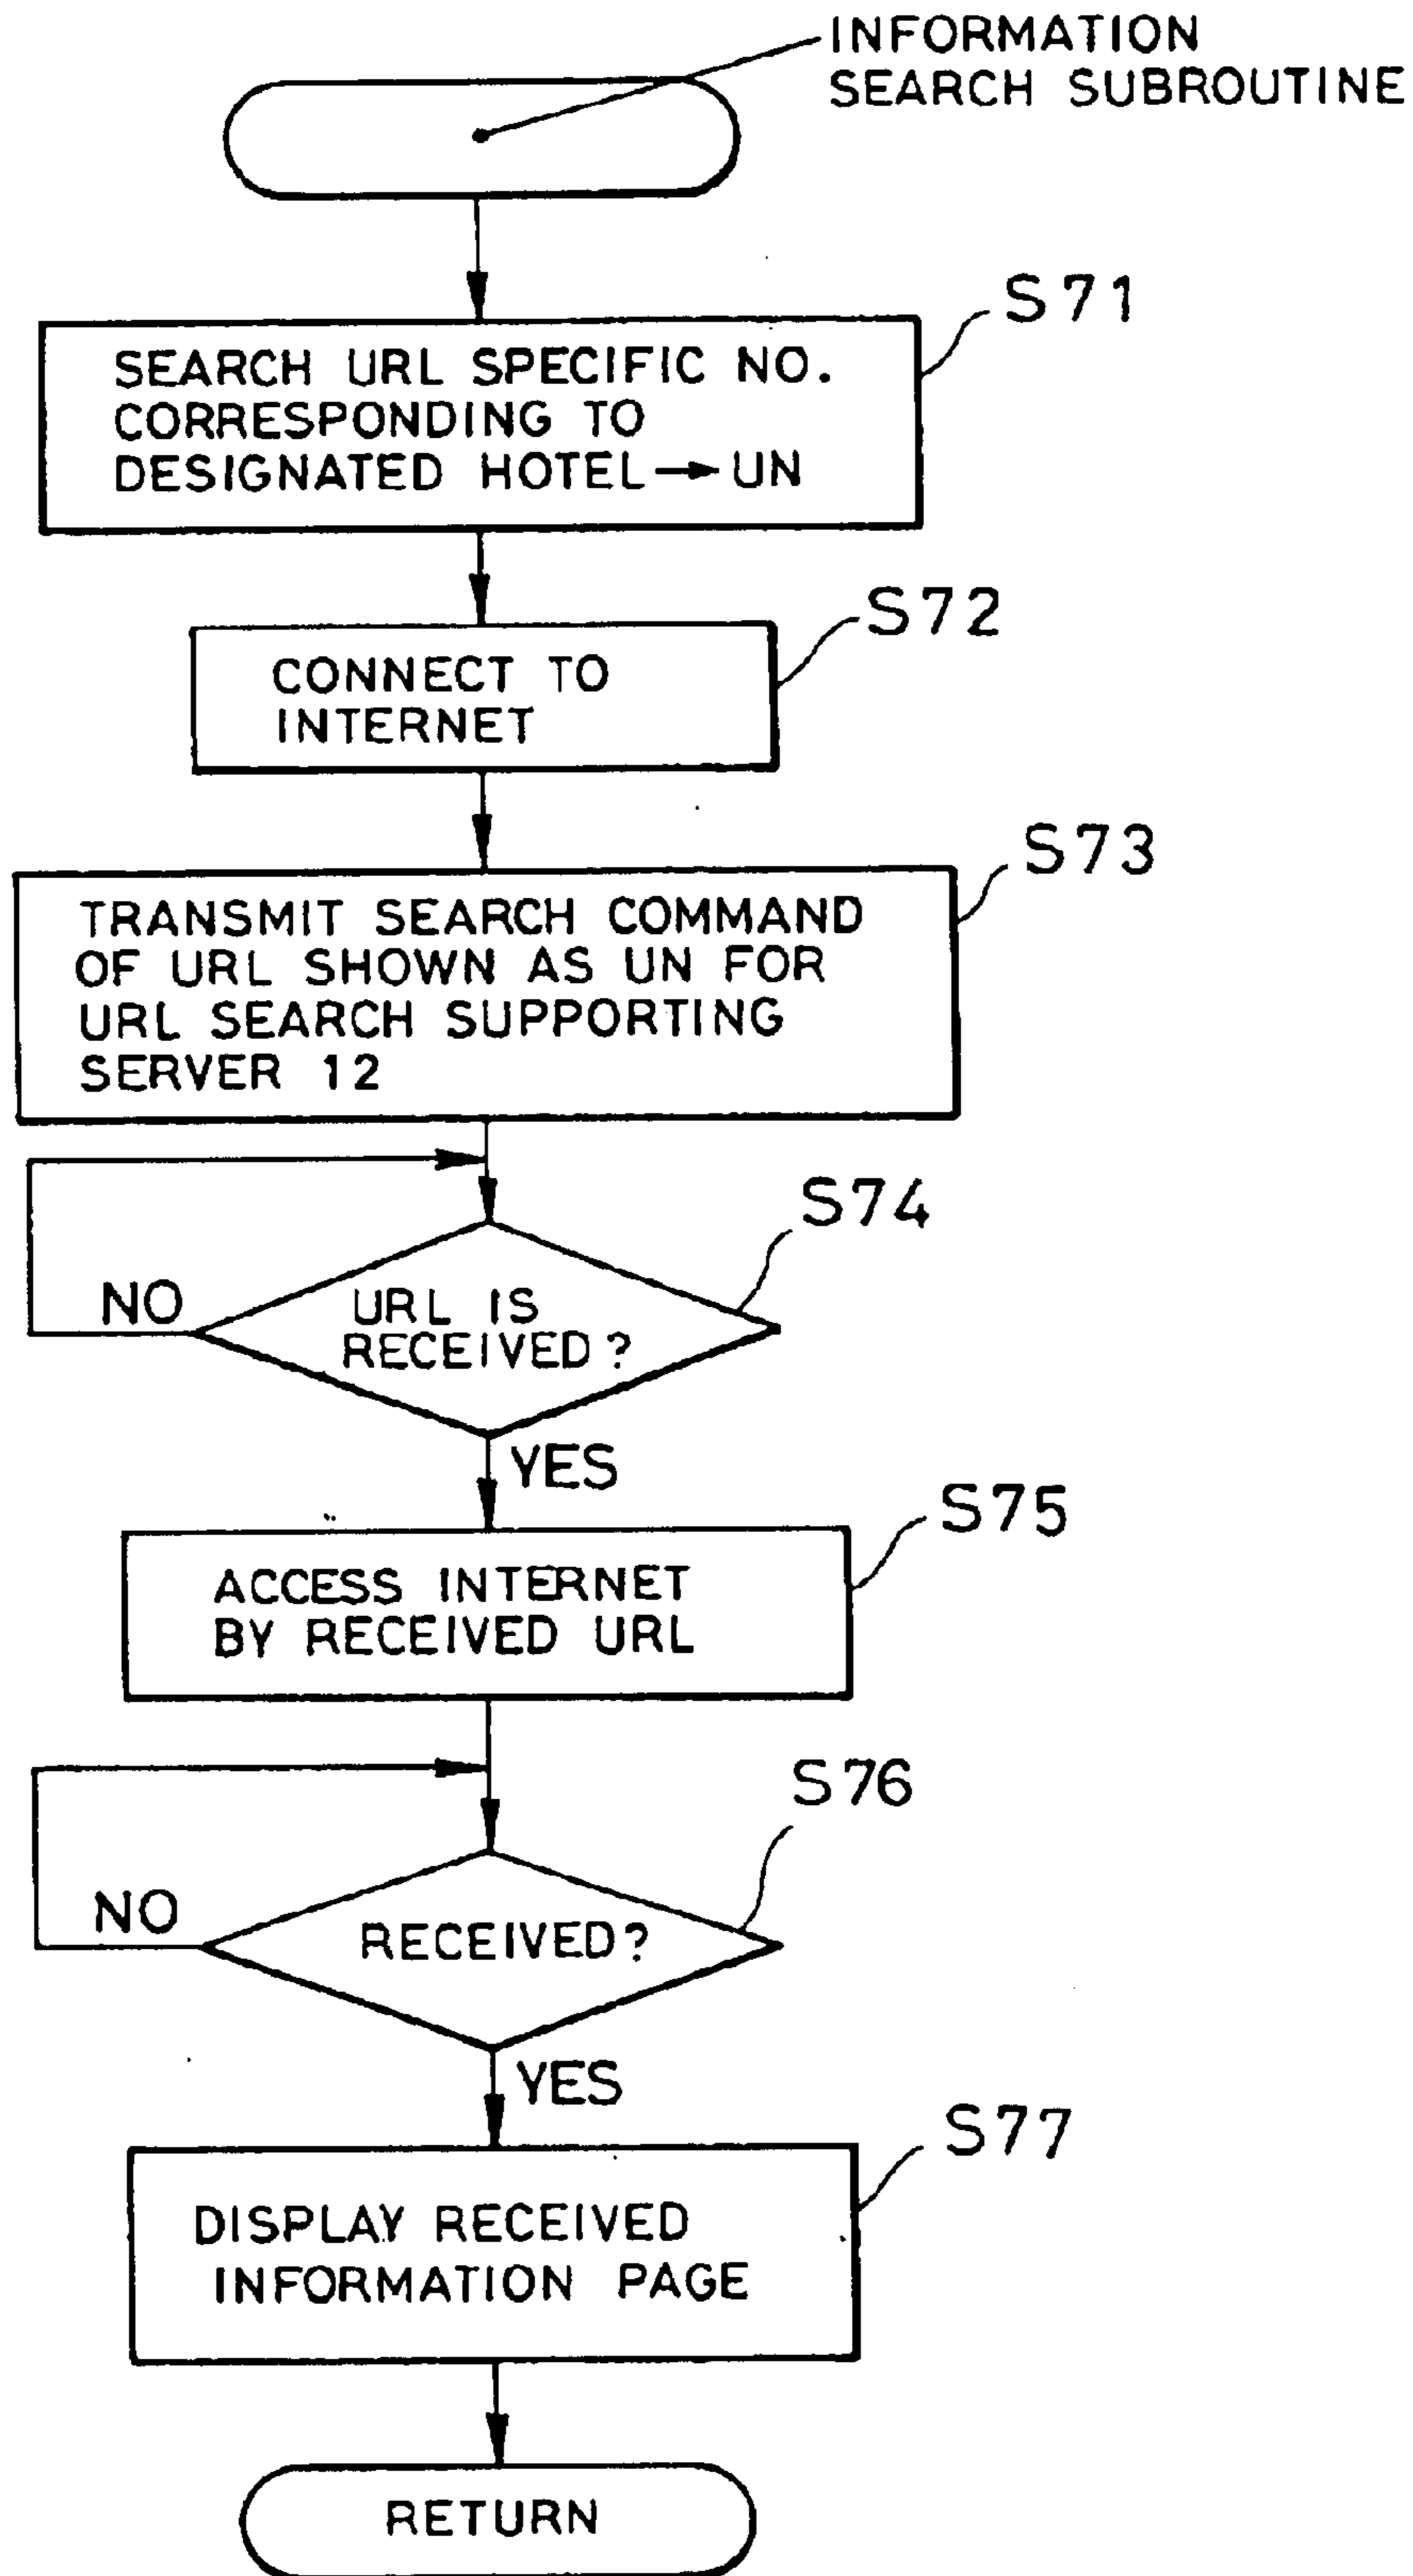 INFORMATION
SEARCH SUBROUTINE
S71
SEARCH URL SPECIFIC NO.
CORRESPONDING TO
DESIGNATED HOTEL → UN
S72
CONNECT TO
INTERNET
S73
TRANSMIT SEARCH COMMAND
OF URL SHOWN AS UN FOR
URL SEARCH SUPPORTING
SERVER 12
S74
NO
URL IS
RECEIVED?
YES
S75
ACCESS INTERNET
BY RECEIVED URL
S76
NO
RECEIVED?
YES
S77
DISPLAY RECEIVED
INFORMATION PAGE
RETURN